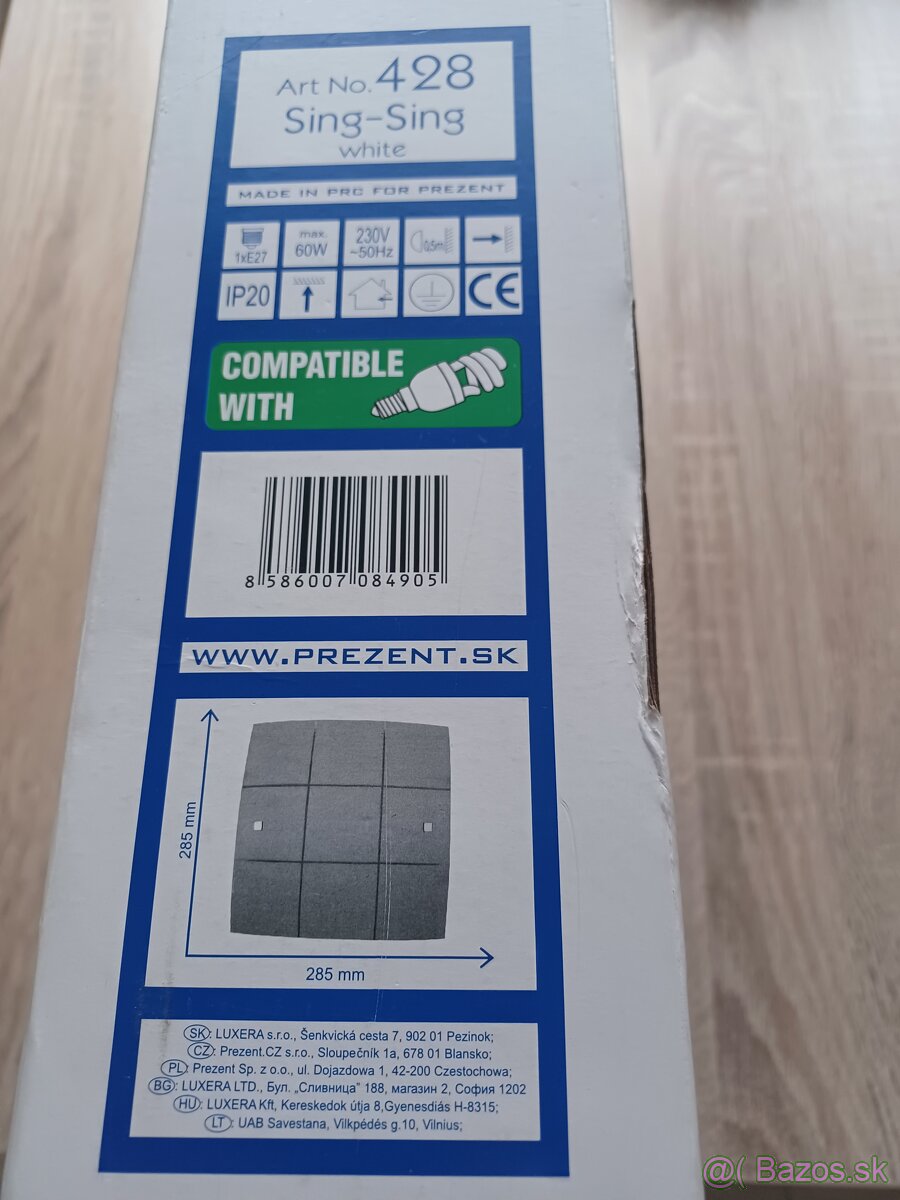 Art No. 428
Sing-Sing
white
MADE IN PRC FOR PREZENT
1xE27
max. 60W
230V ~50Hz
0,5m
IP20
CE
COMPATIBLE
WITH
8 586007 084905
WWW.PREZENT.SK
285 mm
285 mm
SK: LUXERA s.r.o., Šenkvická cesta 7, 902 01 Pezinok;
CZ: Prezent.CZ s.r.o., Sloupečník 1a, 678 01 Blansko;
PL: Prezent Sp. z o.o., ul. Dojazdowa 1, 42-200 Czestochowa;
BG: LUXERA LTD., Бул. „Сливница" 188, магазин 2, София 1202
HU: LUXERA Kft, Kereskedok útja 8,Gyenesdiás H-8315;
LT: UAB Savestana, Vilkpédés g.10, Vilnius;
@( Bazos.sk